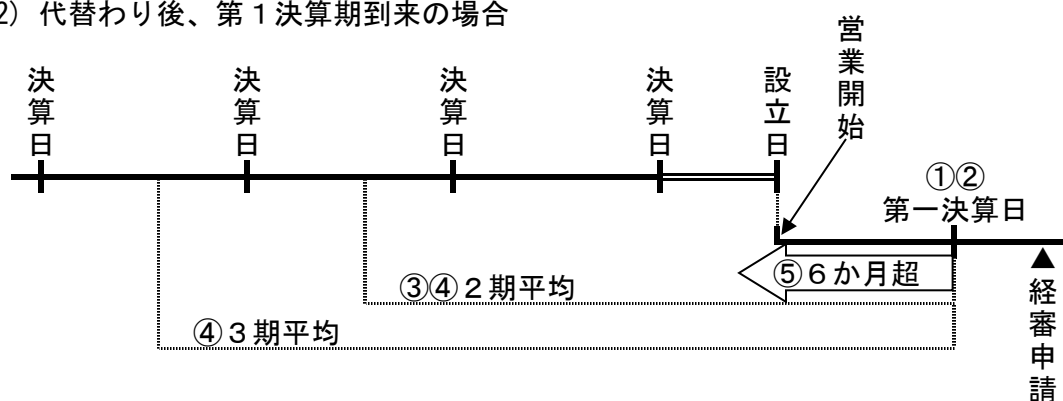 2) 代替わり後、第1決算期到来の場合
営業開始
決算日
決算日
決算日
決算日
設立日
①②
第一決算日
⑤6か月超
③④2期平均
④3期平均
▲経審申請